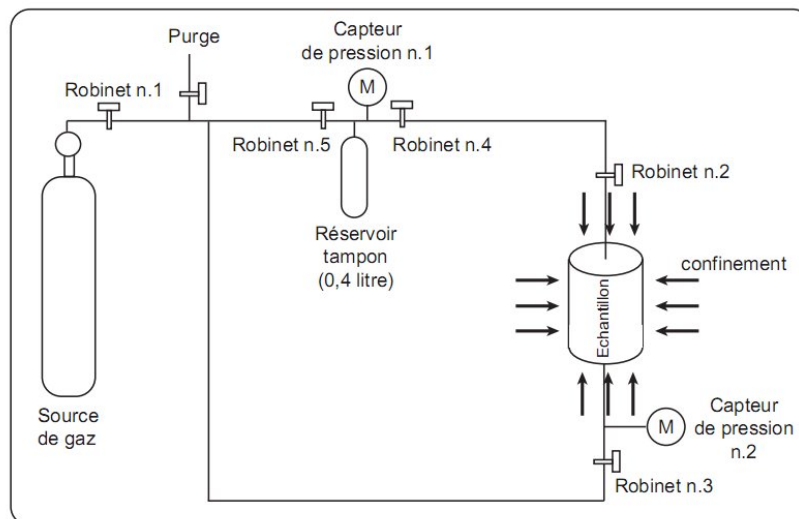 Purge
Capteur
de pression n.1
M
Robinet n.1
Robinet n.5
Robinet n.4
Robinet n.2
Réservoir
tampon
(0,4 litre)
confinement
Echantillon
Source
de gaz
M
Capteur
de pression
n.2
Robinet n.3